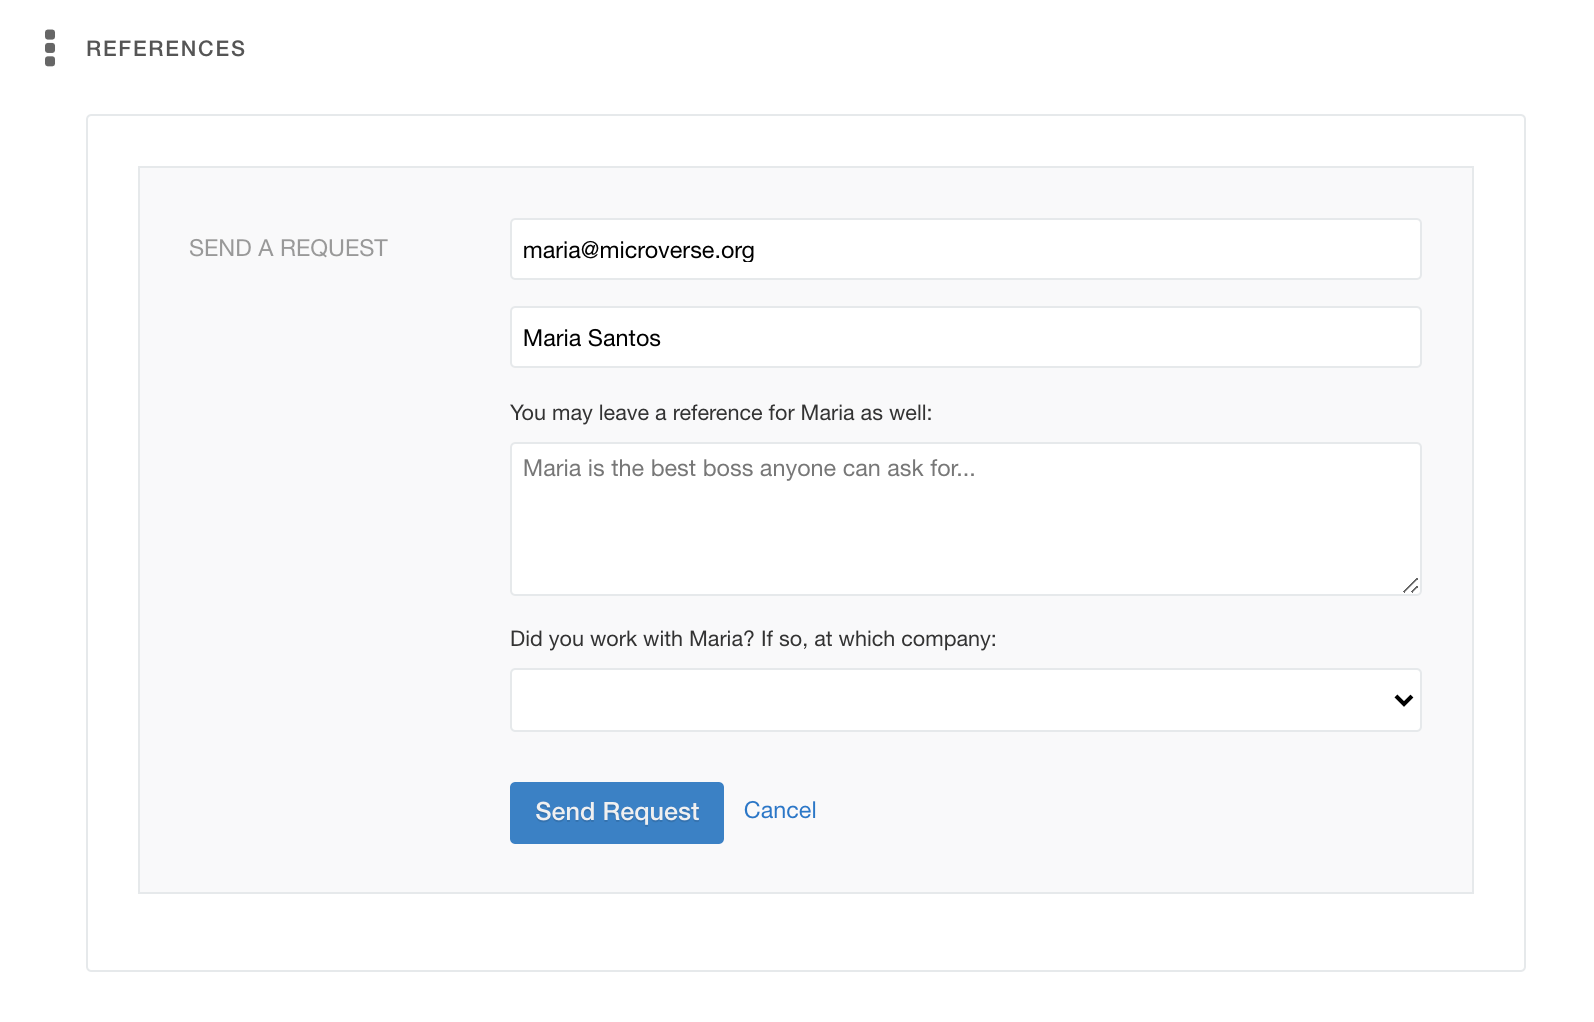 REFERENCES
SEND A REQUEST
maria@microverse.org
Maria Santos
You may leave a reference for Maria as well:
Maria is the best boss anyone can ask for...
Did you work with Maria? If so, at which company:
Send Request
Cancel